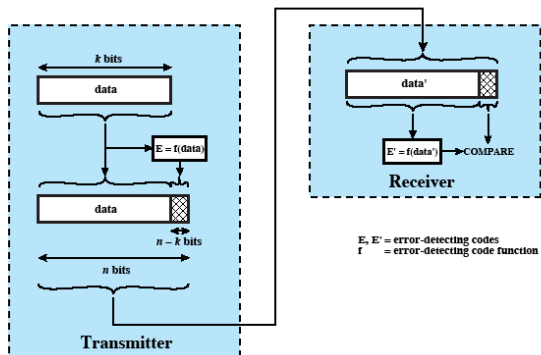 k bits
data
E = f(data)
data
n – k bits
n bits
Transmitter
data'
E' = f(data')
COMPARE
Receiver
E, E' = error-detecting codes
f = error-detecting code function